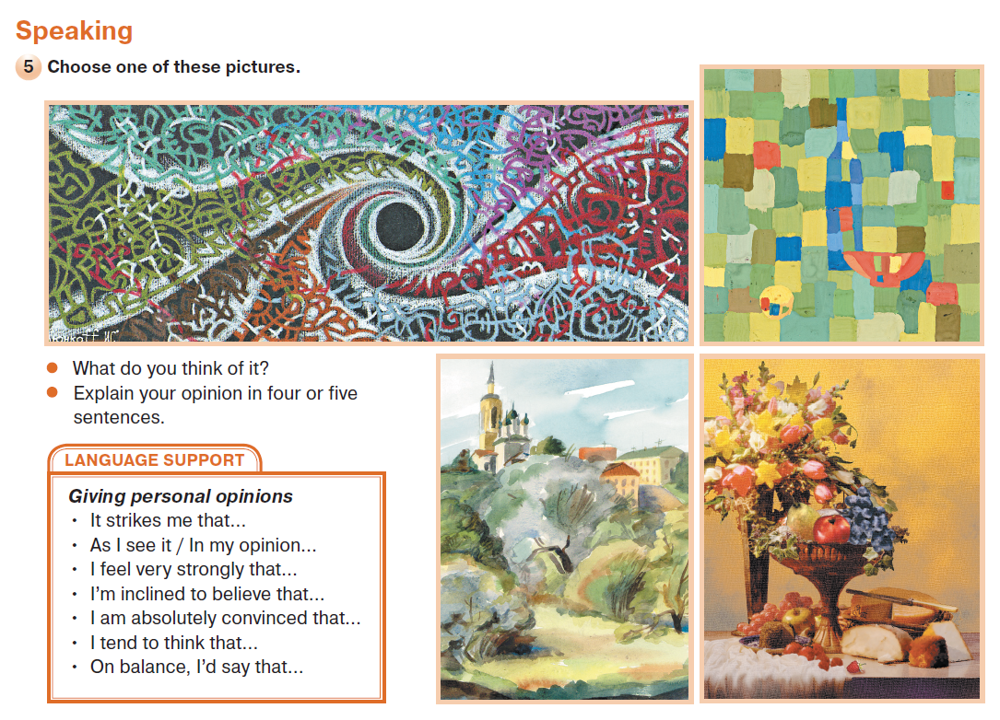 Speaking
5 Choose one of these pictures.
• What do you think of it?
• Explain your opinion in four or five
sentences.
LANGUAGE SUPPORT
Giving personal opinions
• It strikes me that...
• As I see it / In my opinion...
• I feel very strongly that...
• I'm inclined to believe that...
• I am absolutely convinced that...
• I tend to think that...
• On balance, I'd say that...